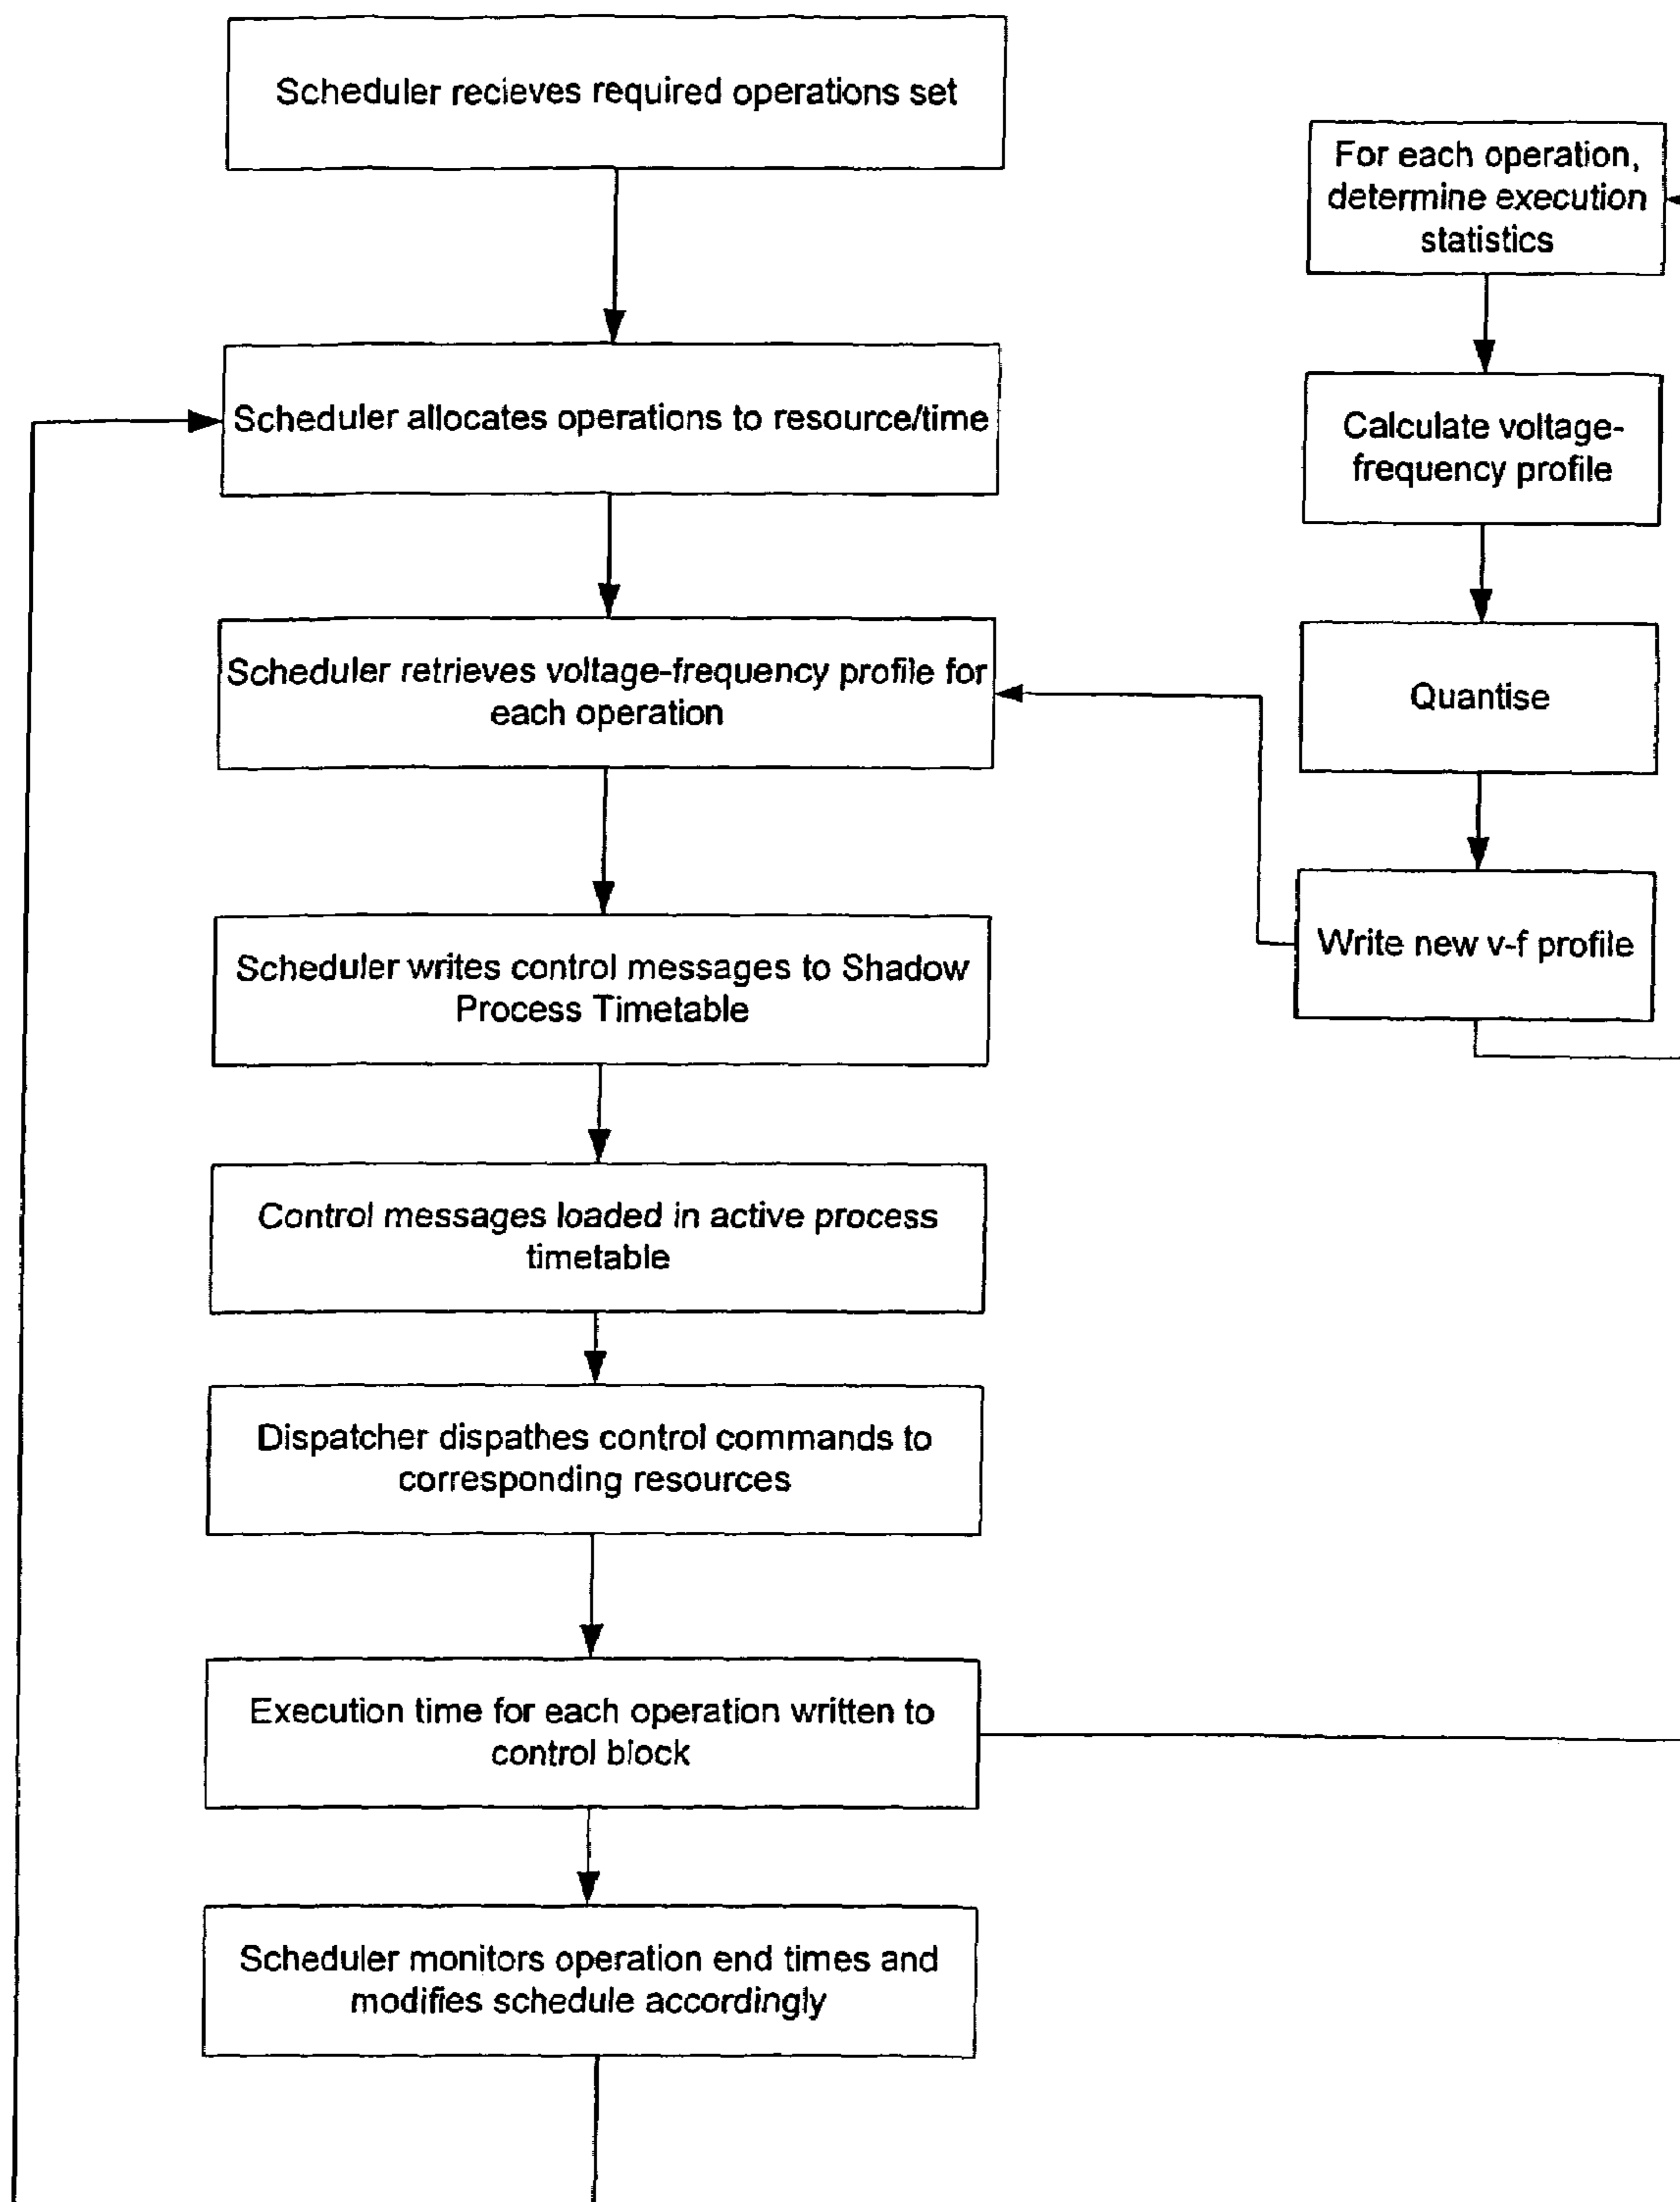 Scheduler recieves required operations set
Scheduler allocates operations to resource/time
Scheduler retrieves voltage-frequency profile for
each operation
Scheduler writes control messages to Shadow
Process Timetable
Control messages loaded in active process
timetable
Dispatcher dispathes control commands to
corresponding resources
Execution time for each operation written to
control block
Scheduler monitors operation end times and
modifies schedule accordingly
For each operation,
determine execution
statistics
Calculate voltage-
frequency profile
Quantise
Write new v-f profile